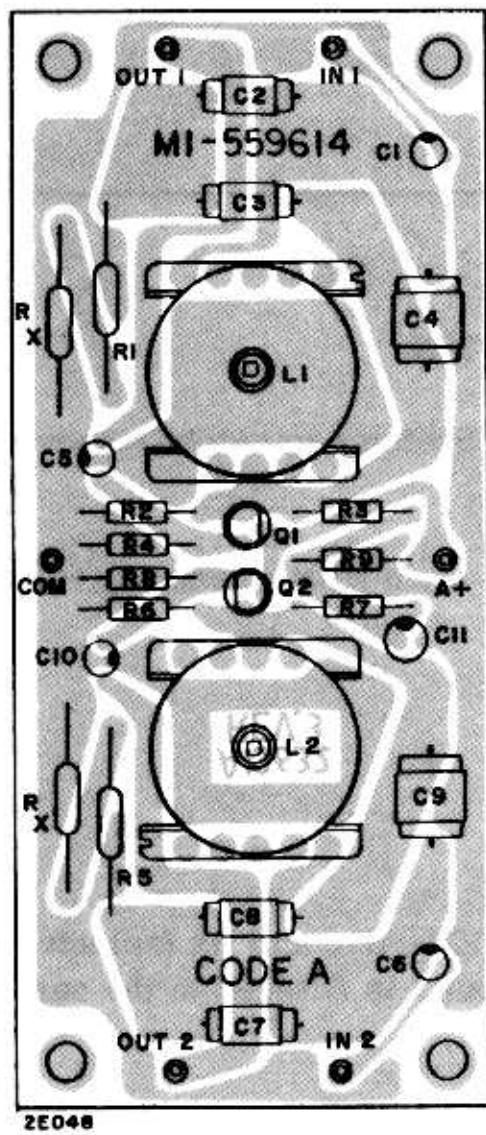 OUT 1 IN 1
C2
MI-559614
C1
C3
R X
R1
C4
L1
C5
R2 R3
Q1
R4
R9
COM
R8
Q2
A+
R6 R7
C11
C10
L2
R X
C9
R5
C8
C6
CODE A
C7
OUT 2 IN 2
2E048